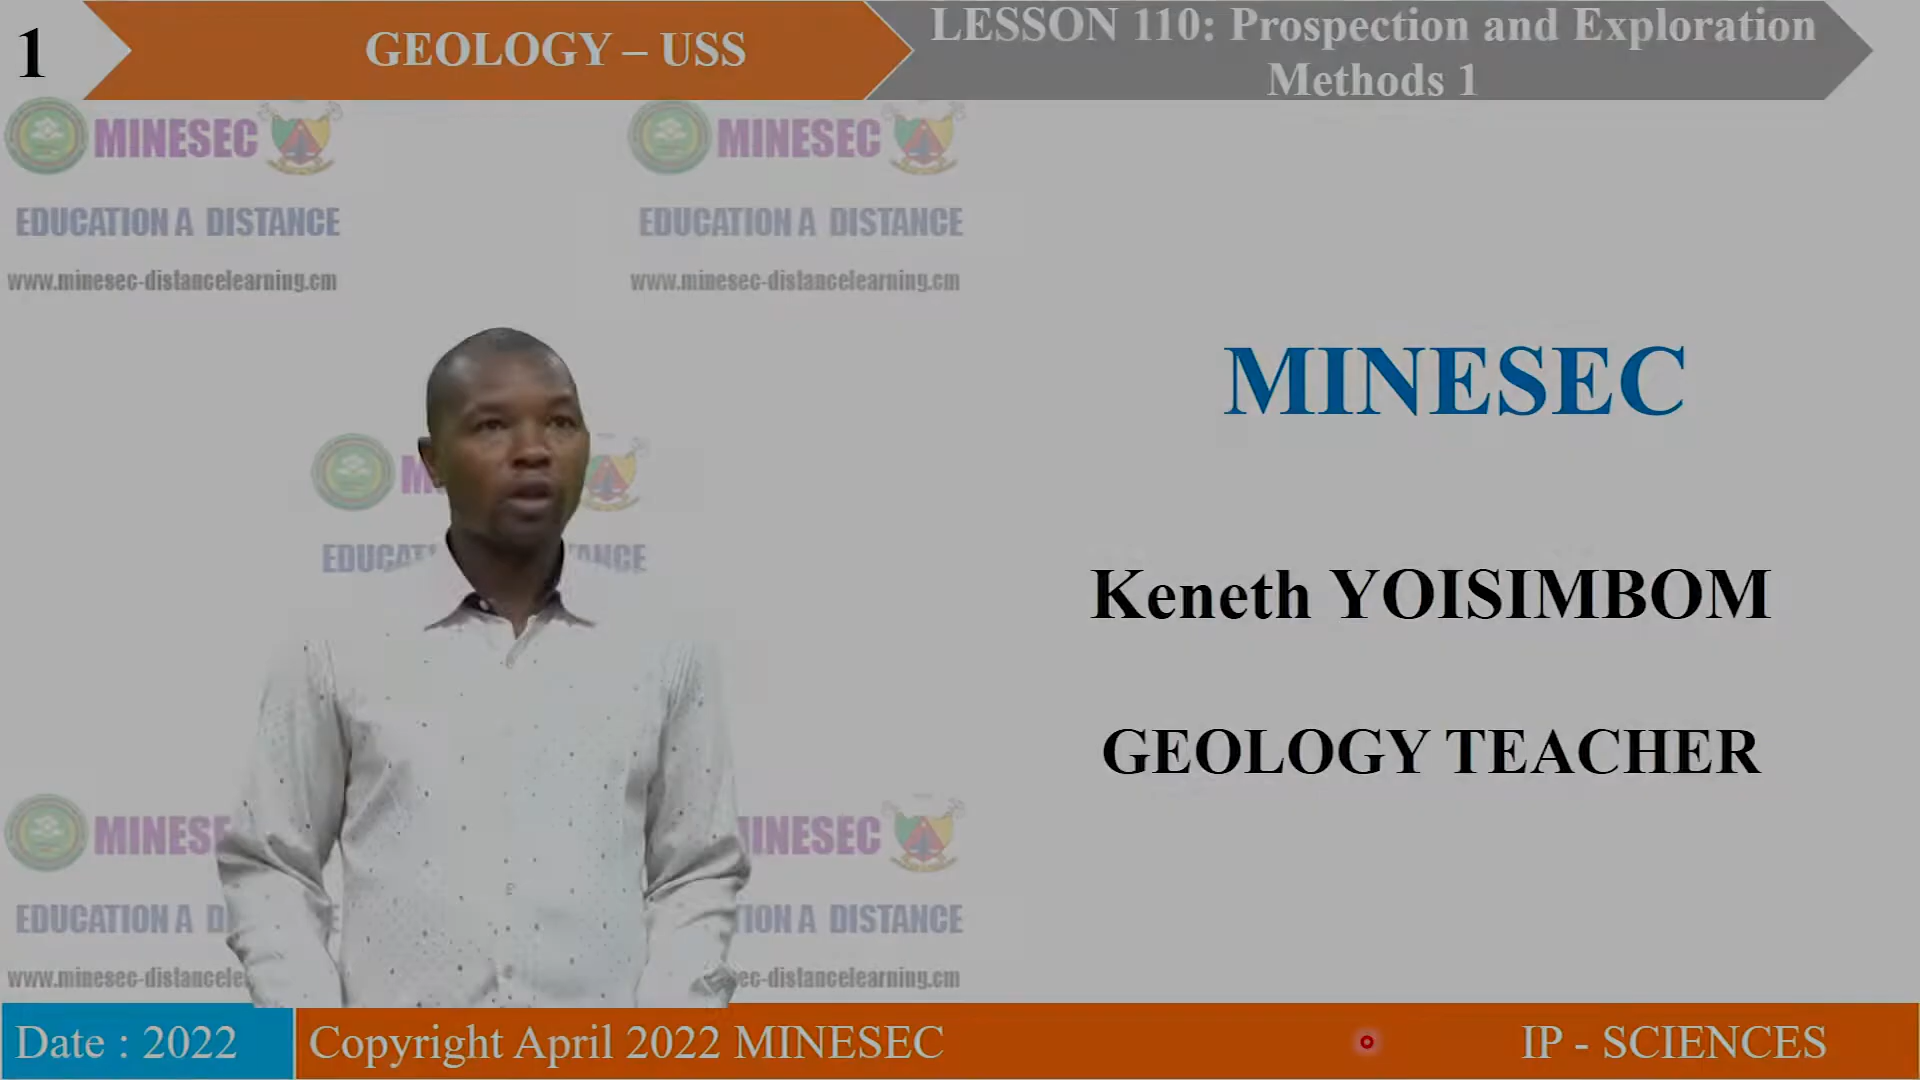 1
GEOLOGY – USS
LESSON 110: Prospection and Exploration
Methods 1
MINESEC
EDUCATION A DISTANCE
www.minesec-distancelearning.cm
MINESEC
EDUCATION A DISTANCE
www.minesec-distancelearning.cm
MINESEC
Keneth YOISIMBOM
GEOLOGY TEACHER
DISTANCE
Date : 2022
Copyright April 2022 MINESEC
IP - SCIENCES